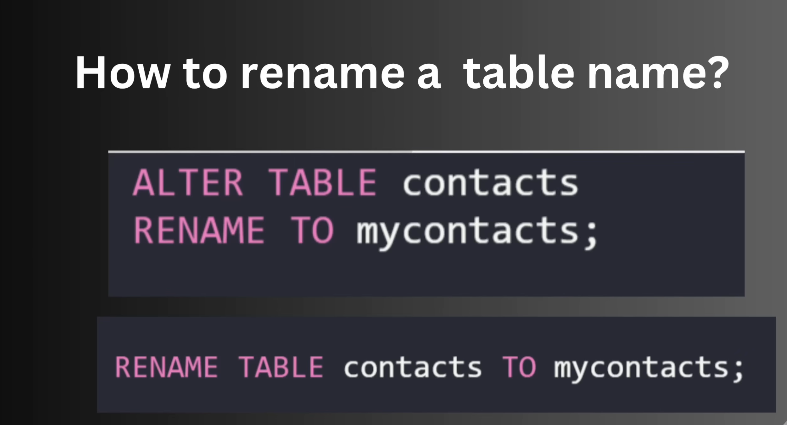 How to rename a table name?
ALTER TABLE contacts
RENAME TO mycontacts;
RENAME TABLE contacts TO mycontacts;